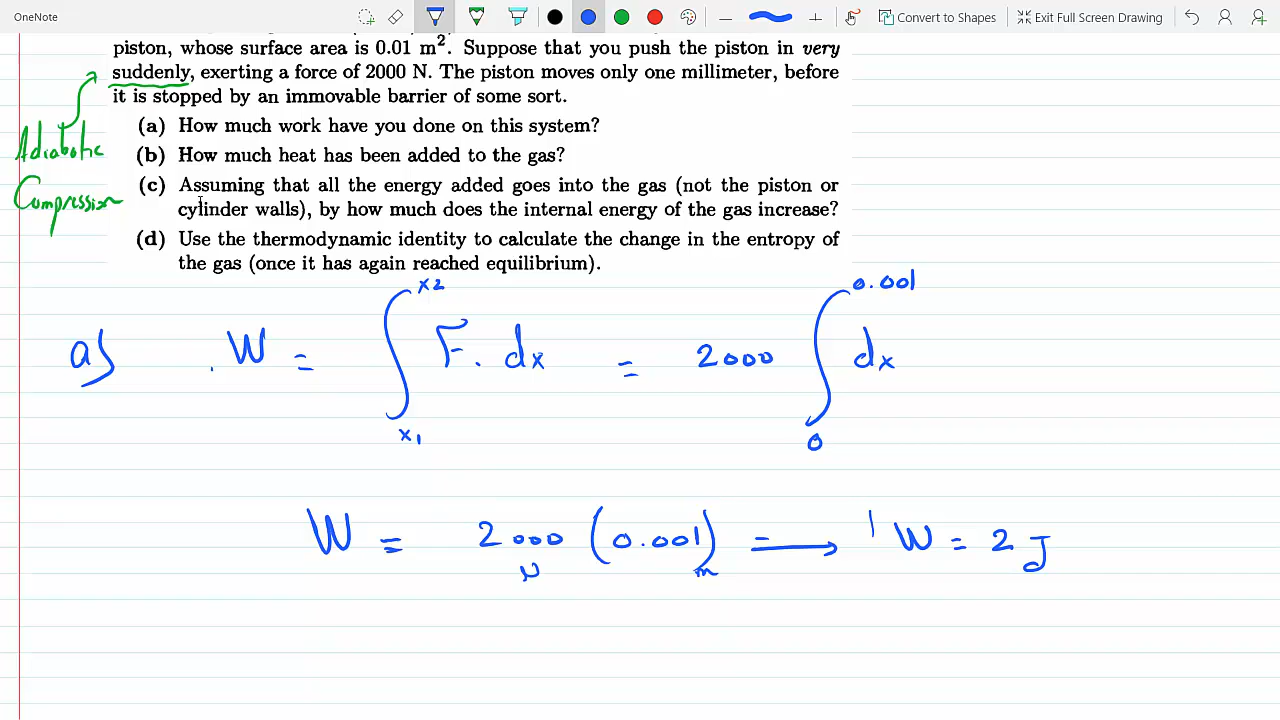 OneNote
Convert to Shapes
Exit Full Screen Drawing
piston, whose surface area is 0.01 m². Suppose that you push the piston in very
suddenly, exerting a force of 2000 N. The piston moves only one millimeter, before
it is stopped by an immovable barrier of some sort.
Adiabatic
Compression
(a) How much work have you done on this system?
(b) How much heat has been added to the gas?
(c) Assuming that all the energy added goes into the gas (not the piston or
cylinder walls), by how much does the internal energy of the gas increase?
(d) Use the thermodynamic identity to calculate the change in the entropy of
the gas (once it has again reached equilibrium).
a) W = ∫_{x1}^{x2} F. dx = 2000 ∫_{0}^{0.001} dx
W = 2000 N (0.001) m ⟹ W = 2 J